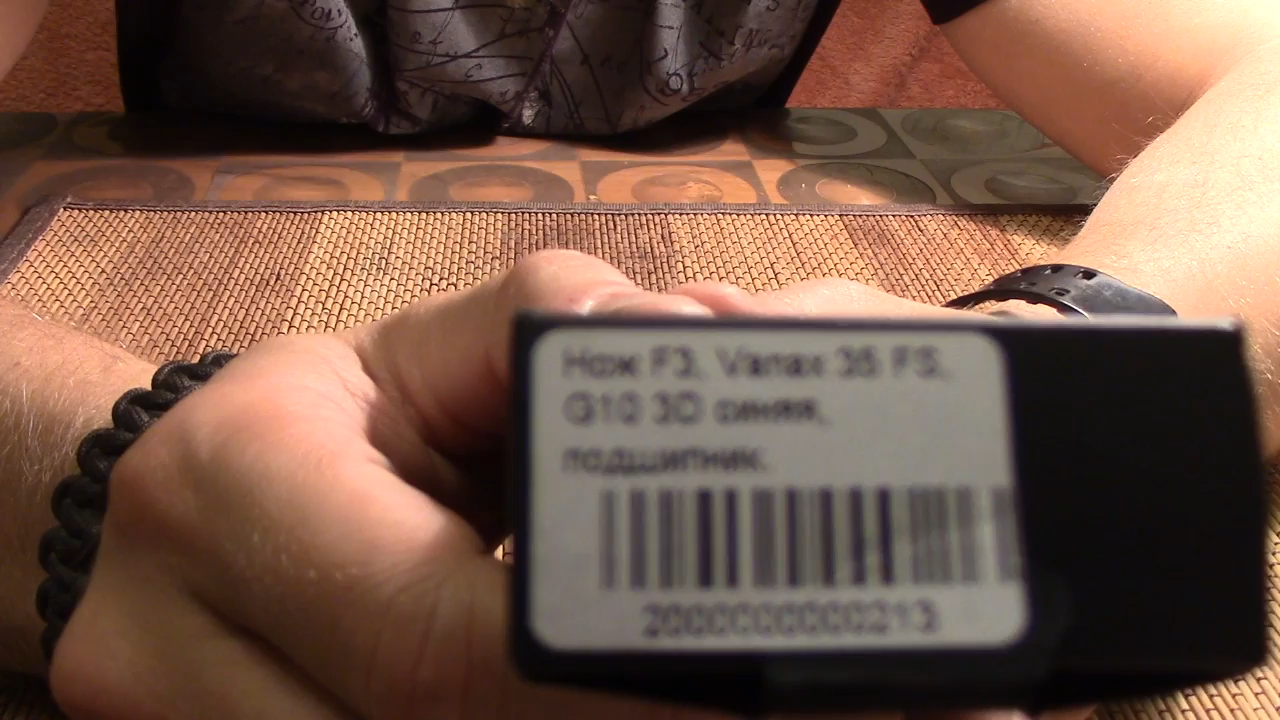 Нож F3, Vanax 35 FS,
G10 3D синяя,
подшипник.
2000000000213